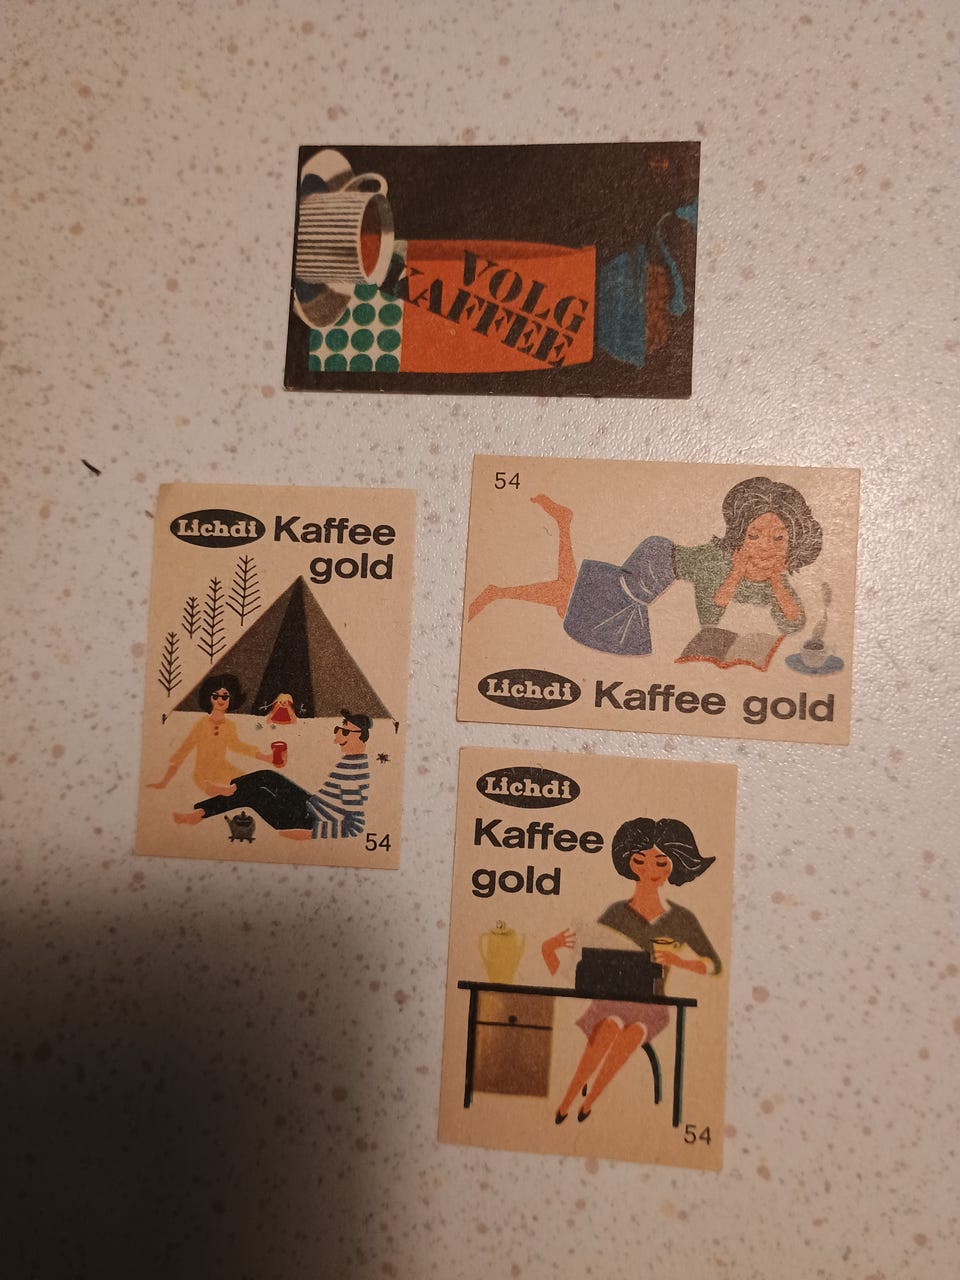 VOLG
KAFFEE
Lichdi Kaffee
gold
54
54
Lichdi Kaffee gold
Lichdi
Kaffee
gold
54